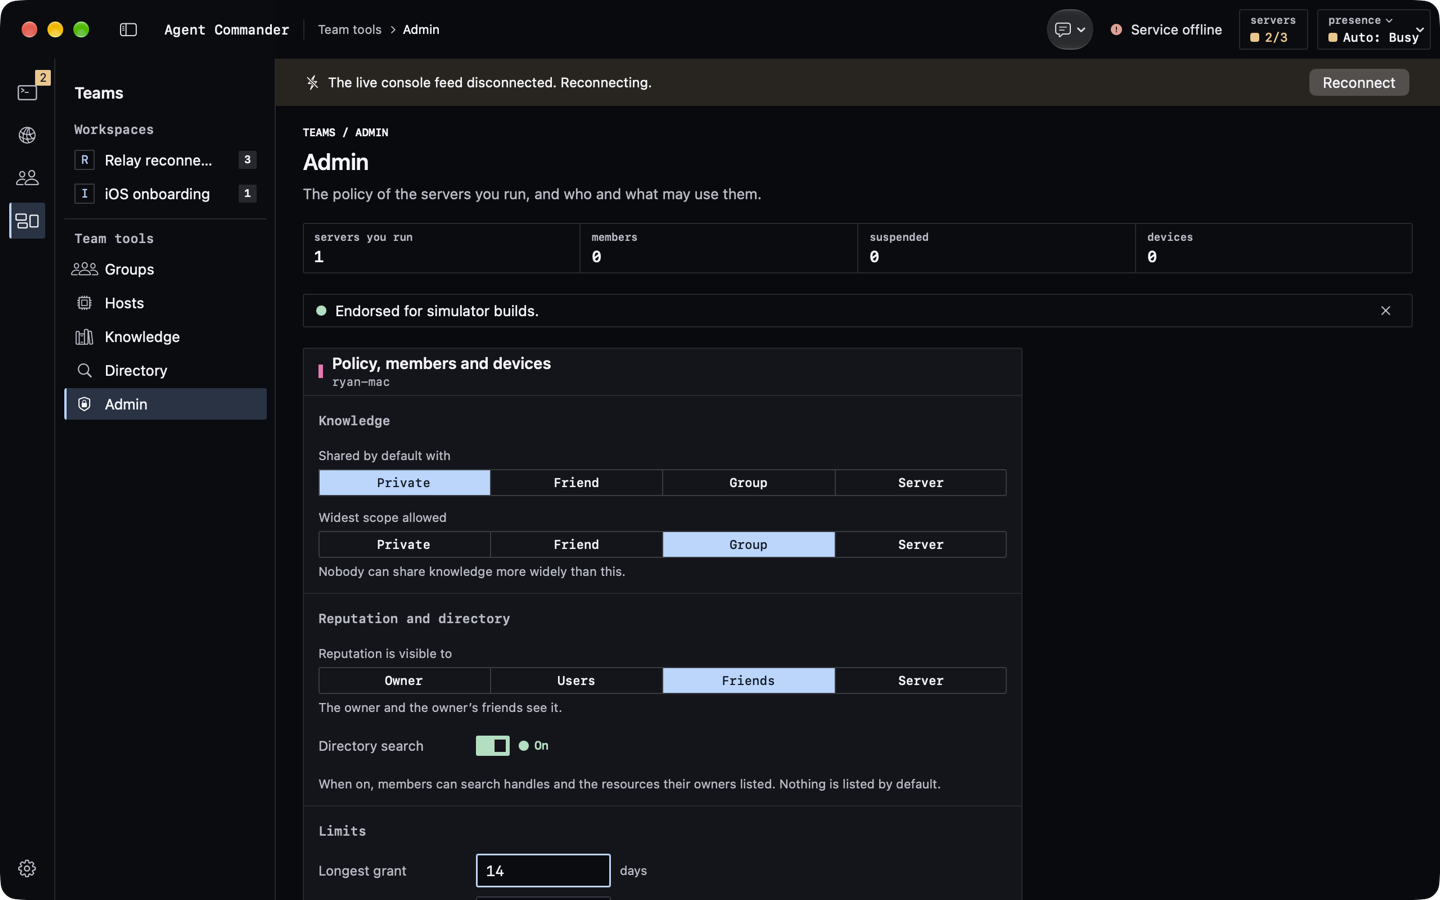 Agent Commander
Team tools > Admin
Service offline
servers
2/3
presence
Auto: Busy
2
Teams
Workspaces
R Relay reconne... 3
I iOS onboarding 1
Team tools
Groups
Hosts
Knowledge
Directory
Admin
The live console feed disconnected. Reconnecting.
Reconnect
TEAMS / ADMIN
Admin
The policy of the servers you run, and who and what may use them.
servers you run
1
members
0
suspended
0
devices
0
Endorsed for simulator builds.
Policy, members and devices
ryan-mac
Knowledge
Shared by default with
Private Friend Group Server
Widest scope allowed
Private Friend Group Server
Nobody can share knowledge more widely than this.
Reputation and directory
Reputation is visible to
Owner Users Friends Server
The owner and the owner's friends see it.
Directory search On
When on, members can search handles and the resources their owners listed. Nothing is listed by default.
Limits
Longest grant 14 days